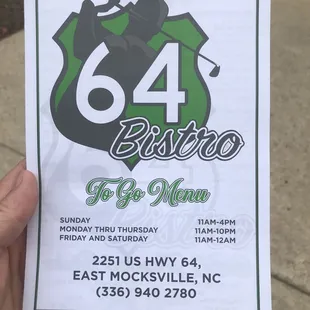 64
Bistro
To Go Menu
SUNDAY 11AM-4PM
MONDAY THRU THURSDAY 11AM-10PM
FRIDAY AND SATURDAY 11AM-12AM
2251 US HWY 64,
EAST MOCKSVILLE, NC
(336) 940 2780